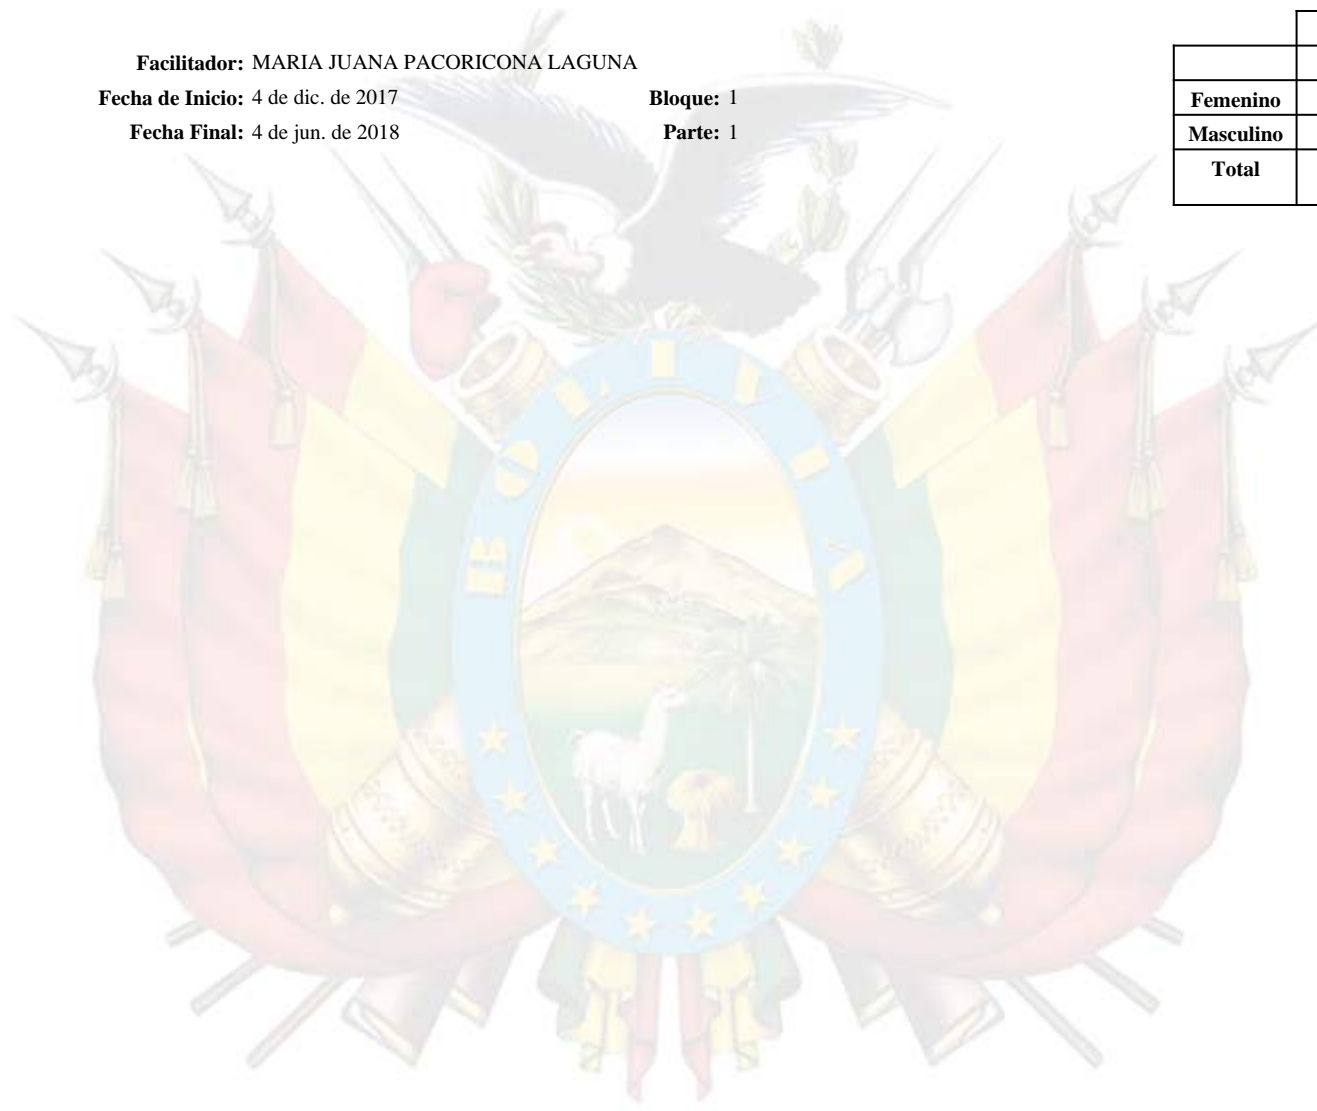 Facilitador: MARIA JUANA PACORICONA LAGUNA
Fecha de Inicio: 4 de dic. de 2017 Bloque: 1
Fecha Final: 4 de jun. de 2018 Parte: 1
Femenino
Masculino
Total
BOLIVIA